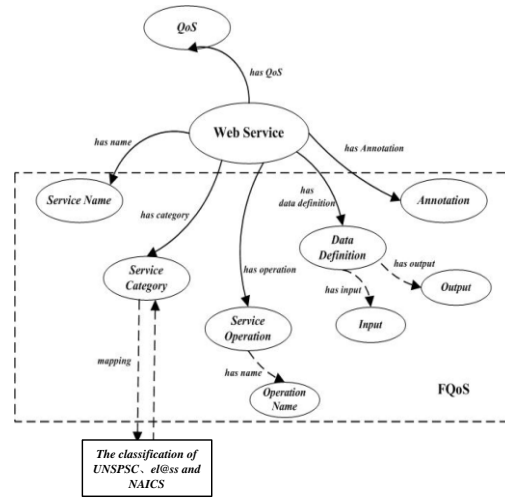 QoS
has QoS
Web Service
has name
has Annotation
Service Name
has category
has
data definition
Annotation
Data
Definition
has output
Service
Category
has operation
has input
Output
Service
Operation
Input
mapping
has name
Operation
Name
FQoS
The classification of
UNSPSC、el@ss and
NAICS